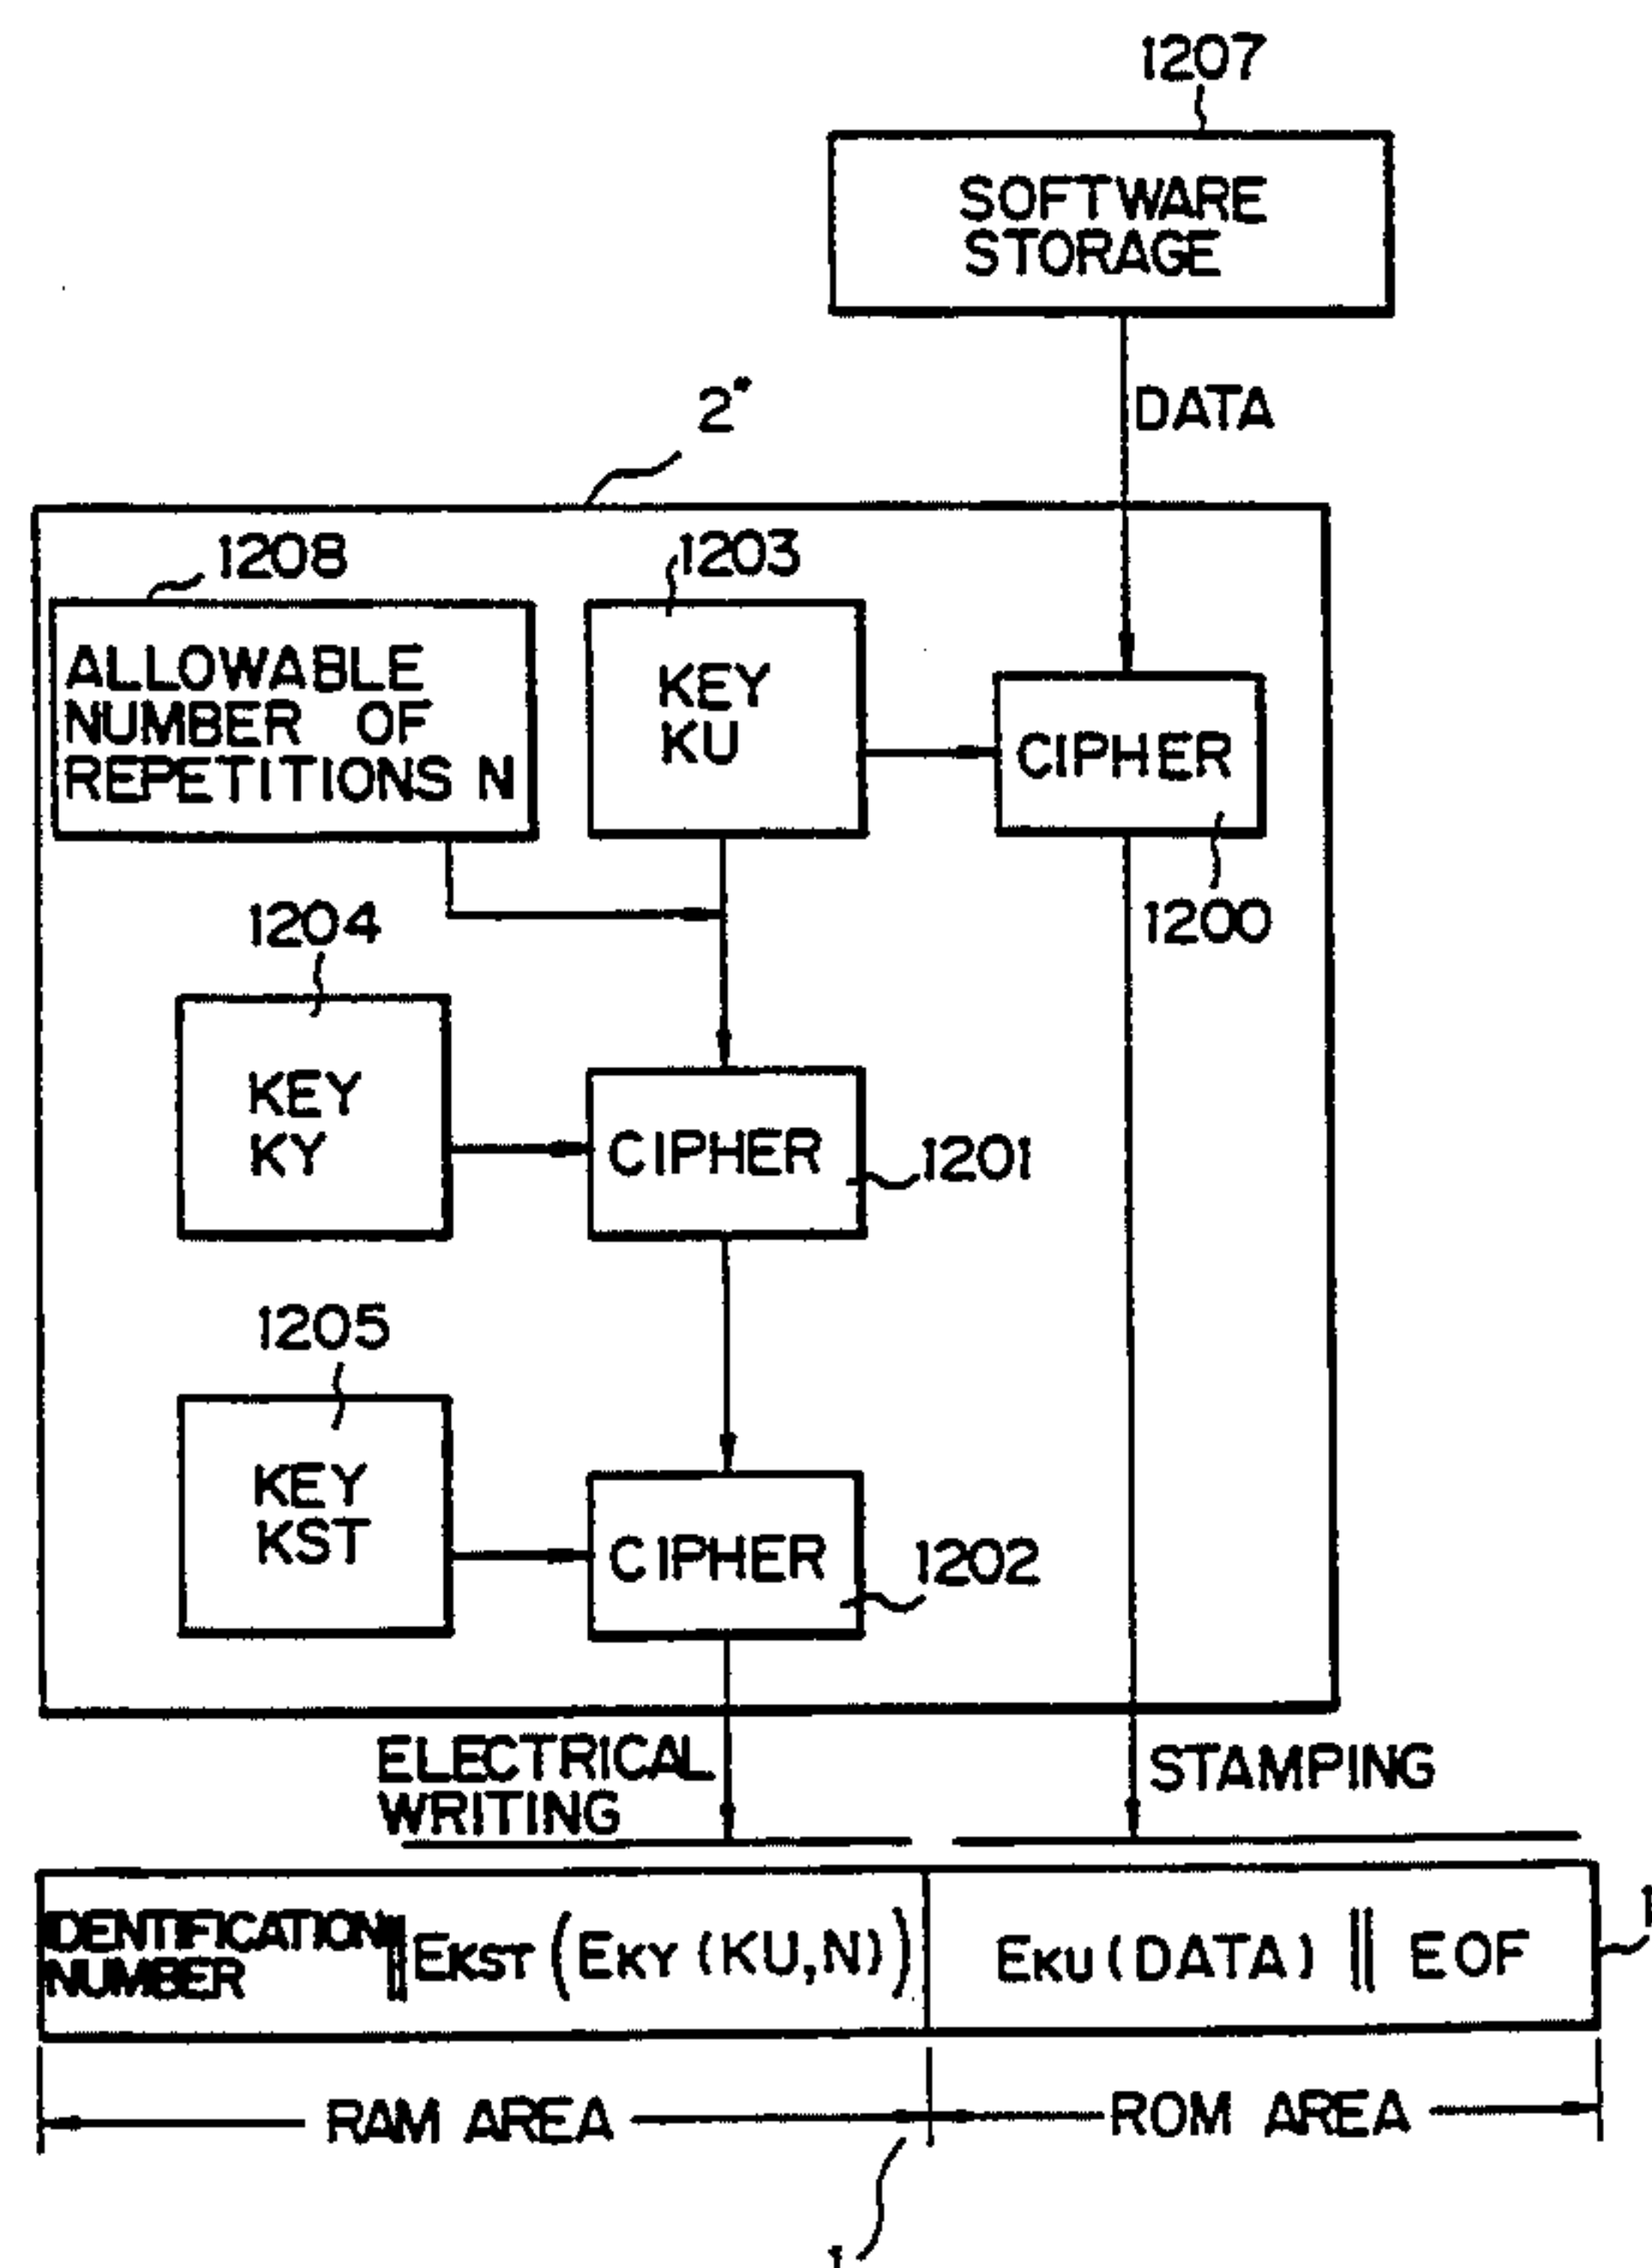 1207
SOFTWARE
STORAGE
DATA
2"
1208
1203
ALLOWABLE
NUMBER OF
REPETITIONS N
KEY
KU
CIPHER
1200
1204
KEY
KY
CIPHER
1201
1205
KEY
KST
CIPHER
1202
ELECTRICAL
WRITING
STAMPING
IDENTIFICATION
NUMBER
|| EKST (EKY (KU,N))
EKU (DATA) || EOF
RAM AREA
ROM AREA
1